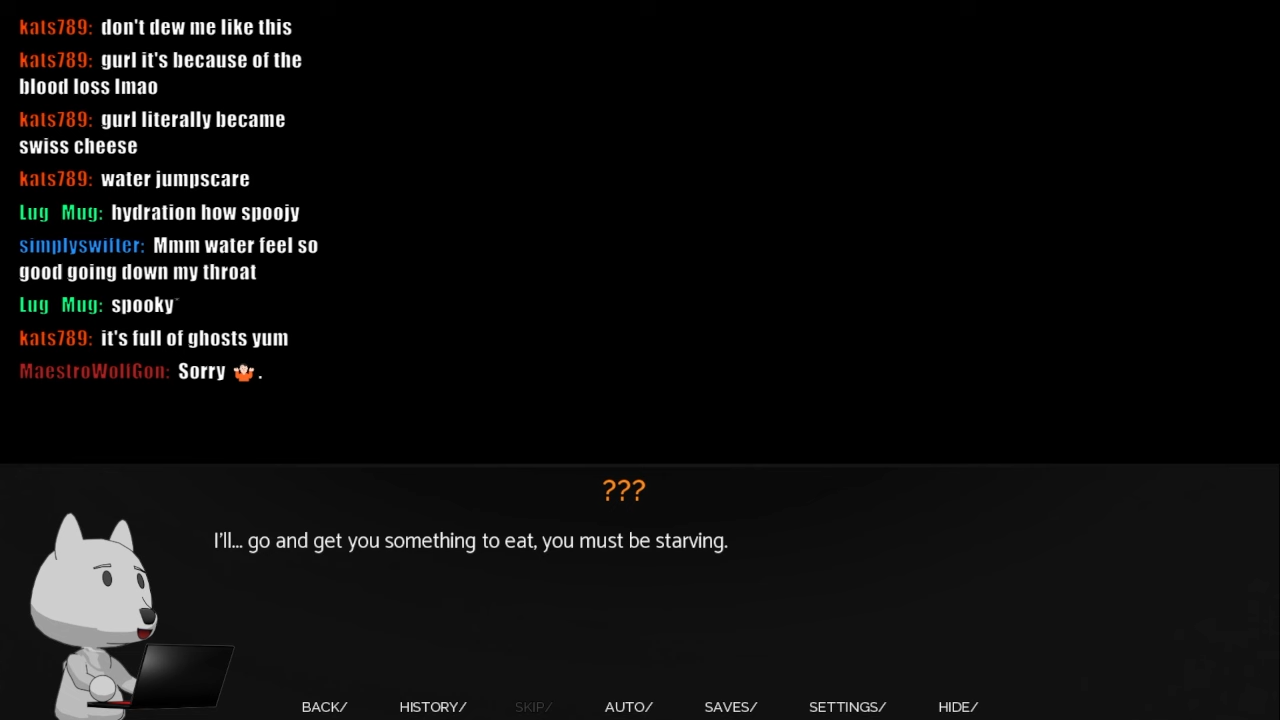 kats789: don't dew me like this
kats789: gurl it's because of the
blood loss lmao
kats789: gurl literally became
swiss cheese
kats789: water jumpscare
Lug Mug: hydration how spoojy
simplyswifter: Mmm water feel so
good going down my throat
Lug Mug: spooky*
kats789: it's full of ghosts yum
MaestroWolfGon: Sorry 🤷🏻.
???
I'll... go and get you something to eat, you must be starving.
BACK/ HISTORY/ SKIP/ AUTO/ SAVES/ SETTINGS/ HIDE/